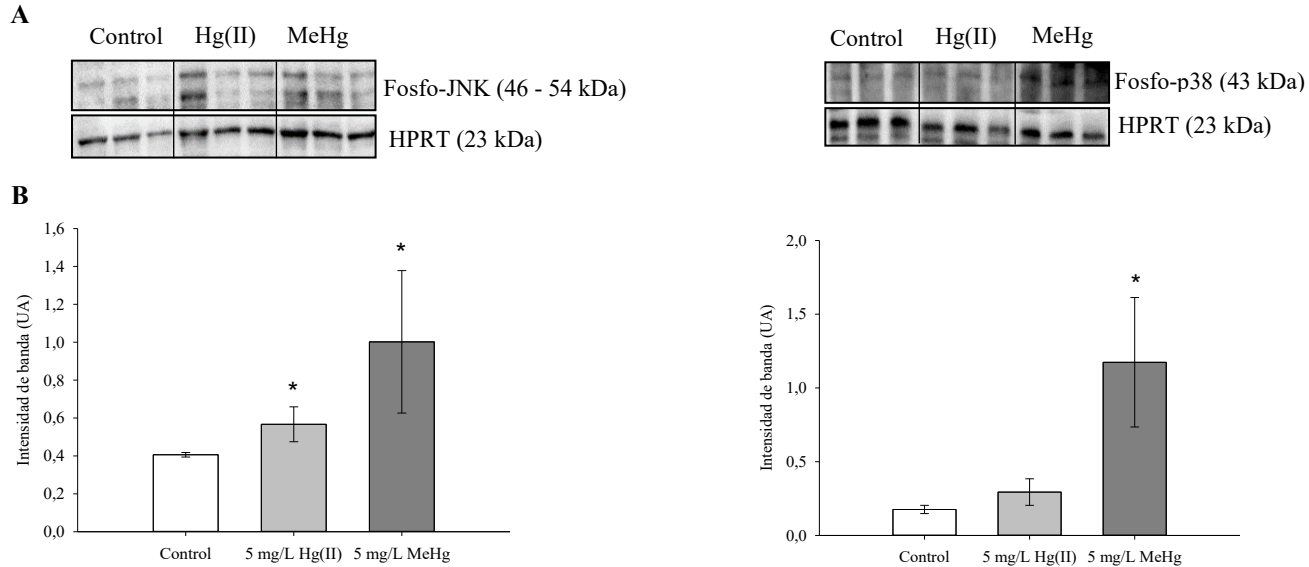 A
Control Hg(II) MeHg
Fosfo-JNK (46 - 54 kDa)
HPRT (23 kDa)
Control Hg(II) MeHg
Fosfo-p38 (43 kDa)
HPRT (23 kDa)
B
Intensidad de banda (UA)
1,6
1,4
1,2
1,0
0,8
0,6
0,4
0,2
0,0
*
*
Control 5 mg/L Hg(II) 5 mg/L MeHg
Intensidad de banda (UA)
2,0
1,5
1,0
0,5
0,0
*
Control 5 mg/L Hg(II) 5 mg/L MeHg